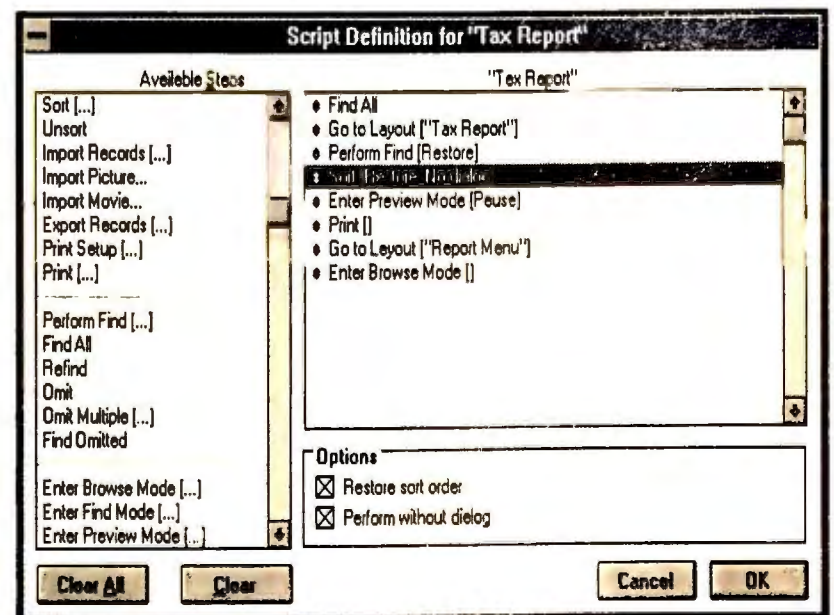 Script Definition for "Tax Report"
Available Steps
Sort [...]
Unsort
Import Records [...]
Import Picture...
Import Movie...
Export Records [...]
Print Setup [...]
Print [...]
Perform Find [...]
Find All
Refind
Omit
Omit Multiple [...]
Find Omitted
Enter Browse Mode [...]
Enter Find Mode [...]
Enter Preview Mode [...]
"Tax Report"
Find All
Go to Layout ["Tax Report"]
Perform Find [Restore]
Sort [Restore, No dialog]
Enter Preview Mode [Pause]
Print []
Go to Layout ["Report Menu"]
Enter Browse Mode []
Options
Restore sort order
Perform without dialog
Clear All
Clear
Cancel
OK